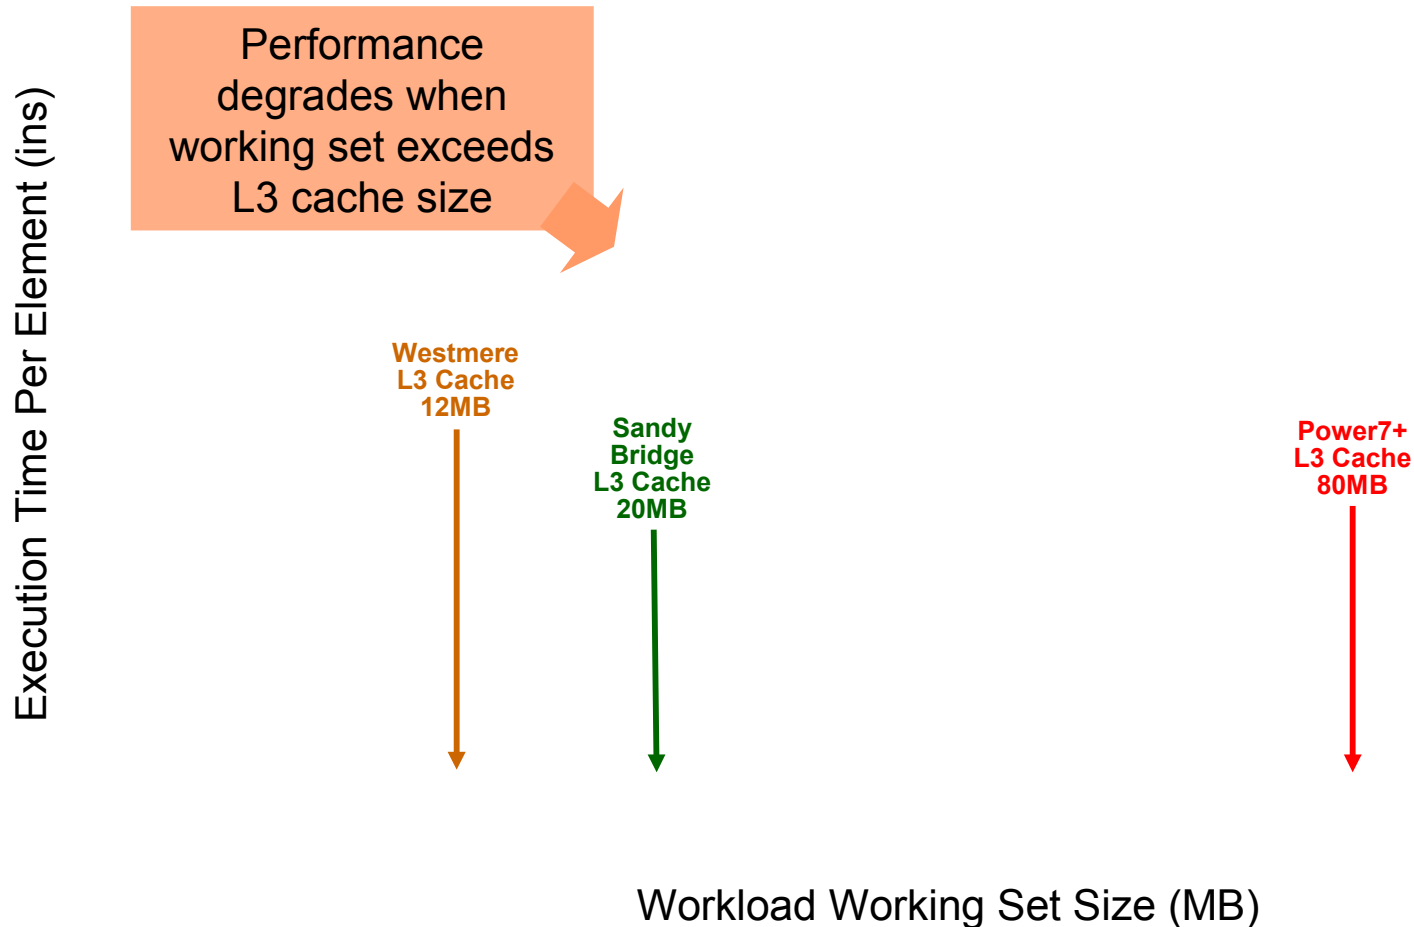 Performance
degrades when
working set exceeds
L3 cache size
Execution Time Per Element (ins)
Westmere
L3 Cache
12MB
Sandy
Bridge
L3 Cache
20MB
Power7+
L3 Cache
80MB
Workload Working Set Size (MB)